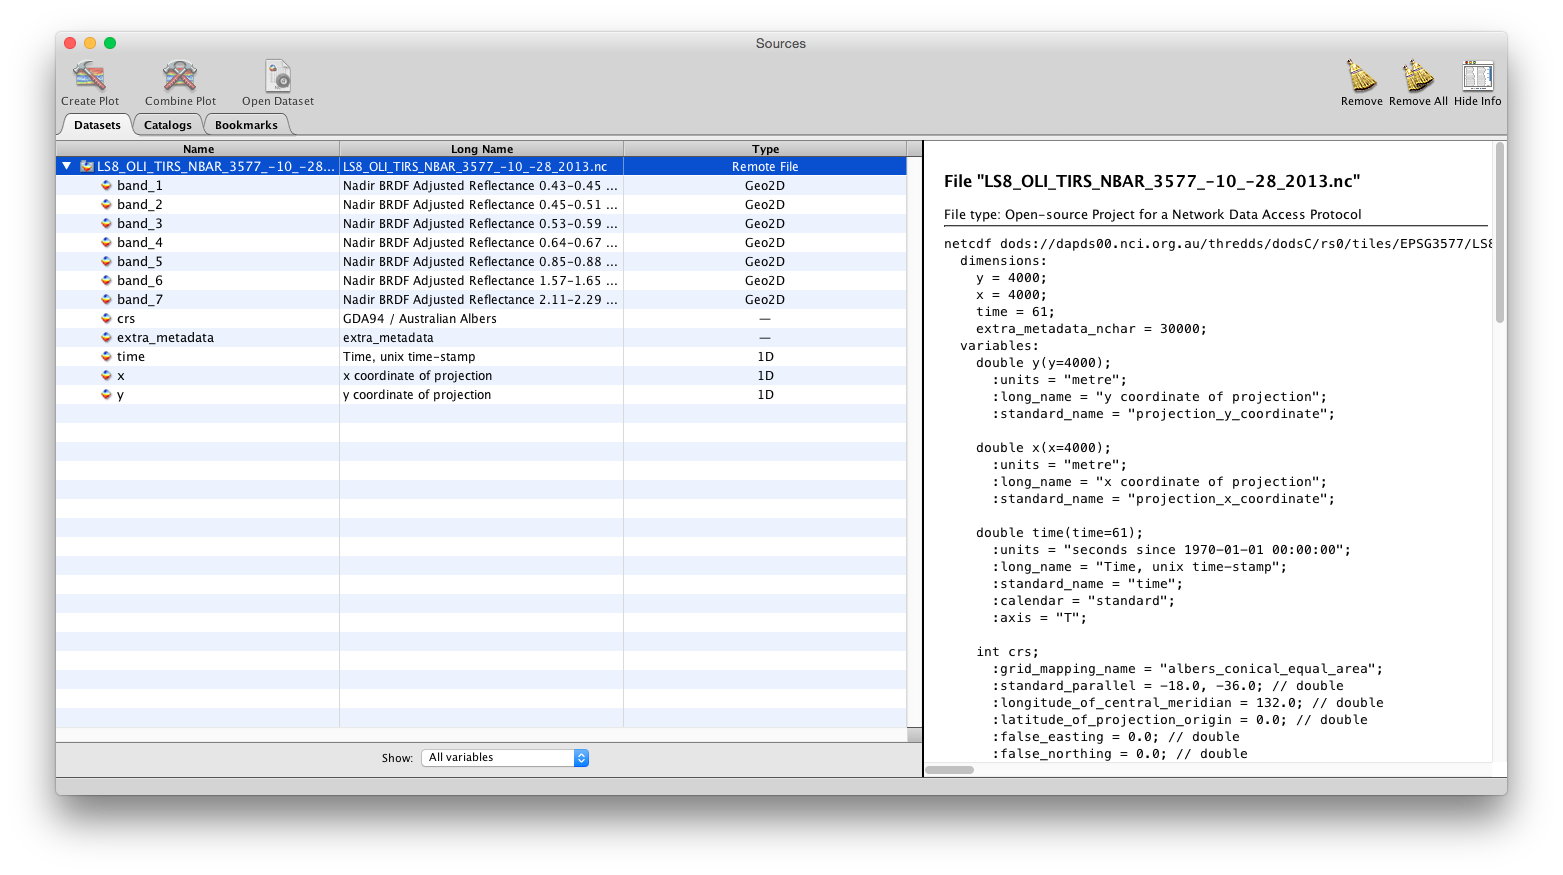 Sources
Create Plot
Combine Plot
Open Dataset
Remove
Remove All
Hide Info
Datasets
Catalogs
Bookmarks
Name Long Name Type
LS8_OLI_TIRS_NBAR_3577_-10_-28... LS8_OLI_TIRS_NBAR_3577_-10_-28_2013.nc Remote File
band_1 Nadir BRDF Adjusted Reflectance 0.43-0.45 ... Geo2D
band_2 Nadir BRDF Adjusted Reflectance 0.45-0.51 ... Geo2D
band_3 Nadir BRDF Adjusted Reflectance 0.53-0.59 ... Geo2D
band_4 Nadir BRDF Adjusted Reflectance 0.64-0.67 ... Geo2D
band_5 Nadir BRDF Adjusted Reflectance 0.85-0.88 ... Geo2D
band_6 Nadir BRDF Adjusted Reflectance 1.57-1.65 ... Geo2D
band_7 Nadir BRDF Adjusted Reflectance 2.11-2.29 ... Geo2D
crs GDA94 / Australian Albers —
extra_metadata extra_metadata —
time Time, unix time-stamp 1D
x x coordinate of projection 1D
y y coordinate of projection 1D
Show: All variables
File "LS8_OLI_TIRS_NBAR_3577_-10_-28_2013.nc"
File type: Open-source Project for a Network Data Access Protocol
netcdf dods://dapds00.nci.org.au/thredds/dodsC/rs0/tiles/EPSG3577/LS8
dimensions:
y = 4000;
x = 4000;
time = 61;
extra_metadata_nchar = 30000;
variables:
double y(y=4000);
:units = "metre";
:long_name = "y coordinate of projection";
:standard_name = "projection_y_coordinate";
double x(x=4000);
:units = "metre";
:long_name = "x coordinate of projection";
:standard_name = "projection_x_coordinate";
double time(time=61);
:units = "seconds since 1970-01-01 00:00:00";
:long_name = "Time, unix time-stamp";
:standard_name = "time";
:calendar = "standard";
:axis = "T";
int crs;
:grid_mapping_name = "albers_conical_equal_area";
:standard_parallel = -18.0, -36.0; // double
:longitude_of_central_meridian = 132.0; // double
:latitude_of_projection_origin = 0.0; // double
:false_easting = 0.0; // double
:false_northing = 0.0; // double